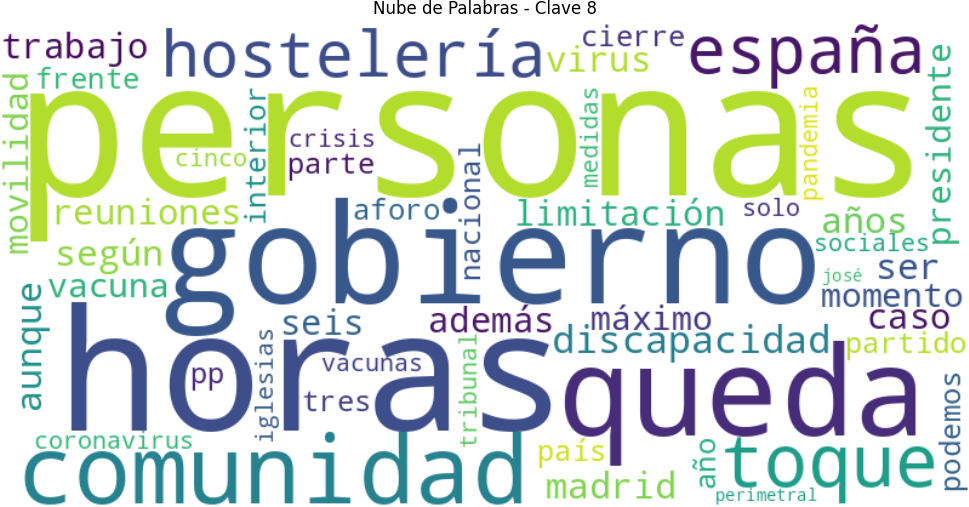 Nube de Palabras - Clave 8
trabajo
hostelería
cierre
virus
españa
frente
movilidad
personas
interior
crisis
cinco
parte
medidas
pandemia
presidente
nacional
reuniones
aforo
limitación
solo
años
según
gobierno
sociales
vacuna
josé
ser
momento
aunque
horas
seis
además
máximo
caso
discapacidad
partido
iglesias
vacunas
pp
tres
tribunal
queda
podemos
coronavirus
comunidad
país
madrid
año
toque
perimetral